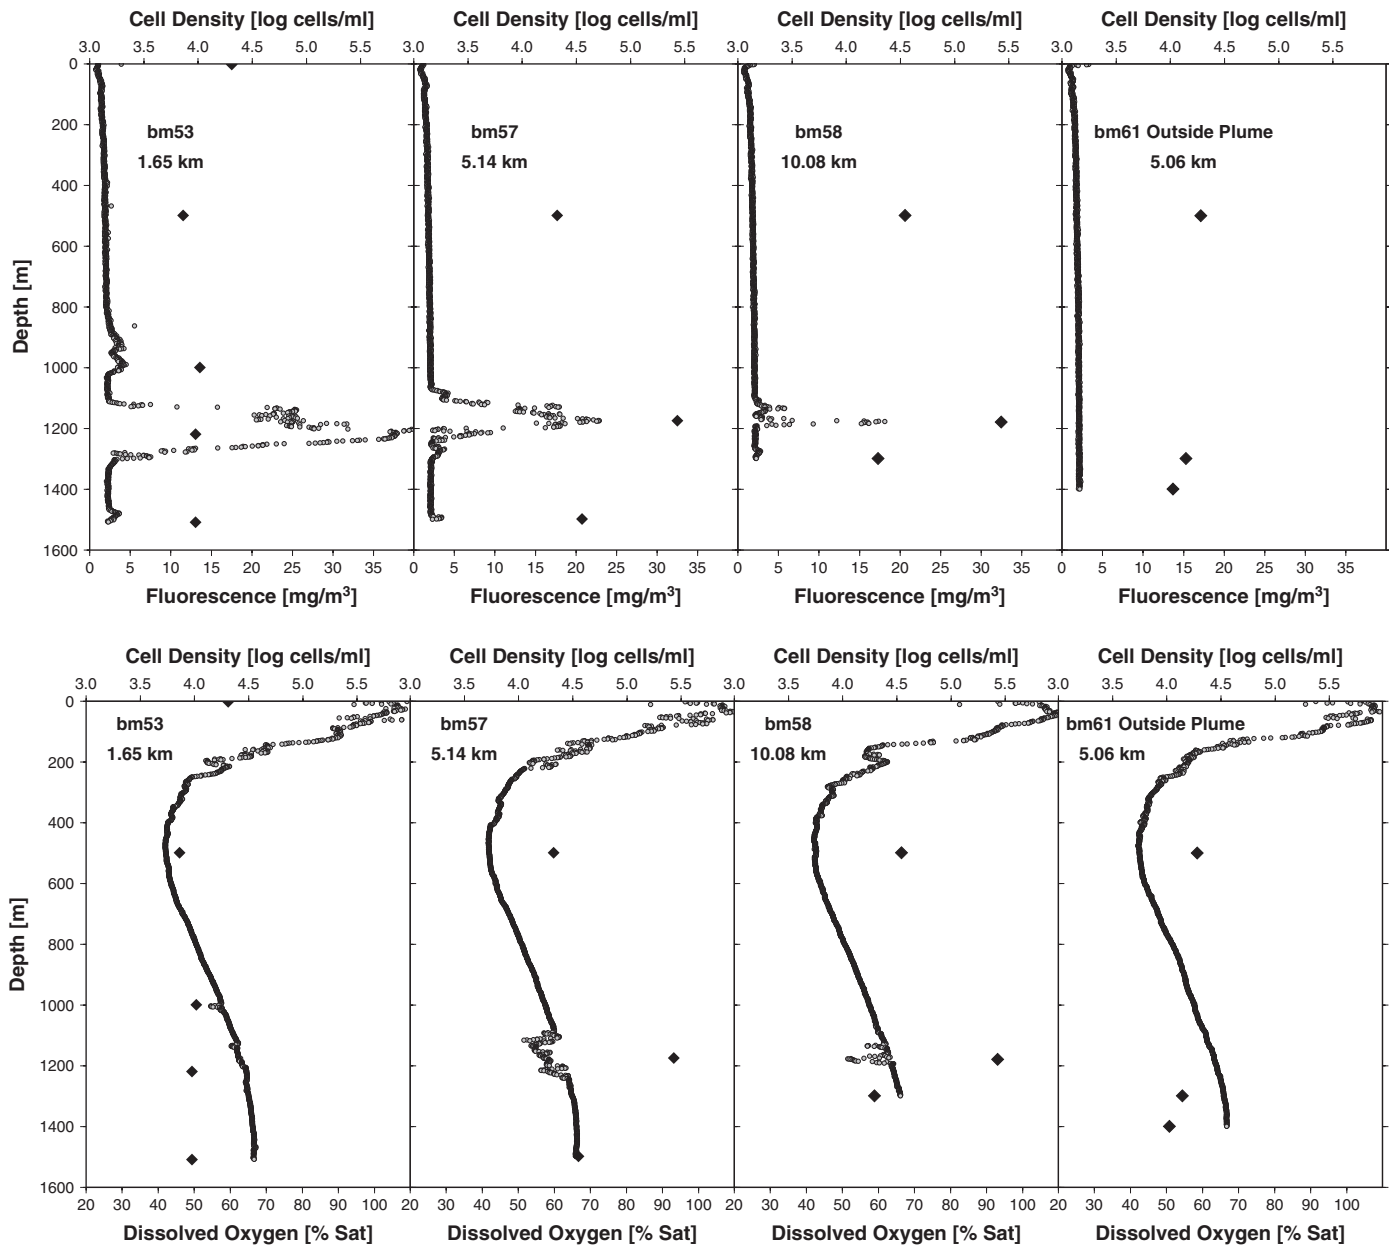 Cell Density [log cells/ml] Cell Density [log cells/ml] Cell Density [log cells/ml] Cell Density [log cells/ml]
3.0 3.5 4.0 4.5 5.0 5.5 3.0 3.5 4.0 4.5 5.0 5.5 3.0 3.5 4.0 4.5 5.0 5.5 3.0 3.5 4.0 4.5 5.0 5.5
0
200
400
600
800
1000
1200
1400
1600
Depth [m]
bm53
1.65 km
bm57
5.14 km
bm58
10.08 km
bm61 Outside Plume
5.06 km
0 5 10 15 20 25 30 35 0 5 10 15 20 25 30 35 0 5 10 15 20 25 30 35 0 5 10 15 20 25 30 35
Fluorescence [mg/m³] Fluorescence [mg/m³] Fluorescence [mg/m³] Fluorescence [mg/m³]
Cell Density [log cells/ml] Cell Density [log cells/ml] Cell Density [log cells/ml] Cell Density [log cells/ml]
3.0 3.5 4.0 4.5 5.0 5.5 3.0 3.5 4.0 4.5 5.0 5.5 3.0 3.5 4.0 4.5 5.0 5.5 3.0 3.5 4.0 4.5 5.0 5.5
0
200
400
600
800
1000
1200
1400
1600
Depth [m]
bm53
1.65 km
bm57
5.14 km
bm58
10.08 km
bm61 Outside Plume
5.06 km
20 30 40 50 60 70 80 90 100 20 30 40 50 60 70 80 90 100 20 30 40 50 60 70 80 90 100 20 30 40 50 60 70 80 90 100
Dissolved Oxygen [% Sat] Dissolved Oxygen [% Sat] Dissolved Oxygen [% Sat] Dissolved Oxygen [% Sat]